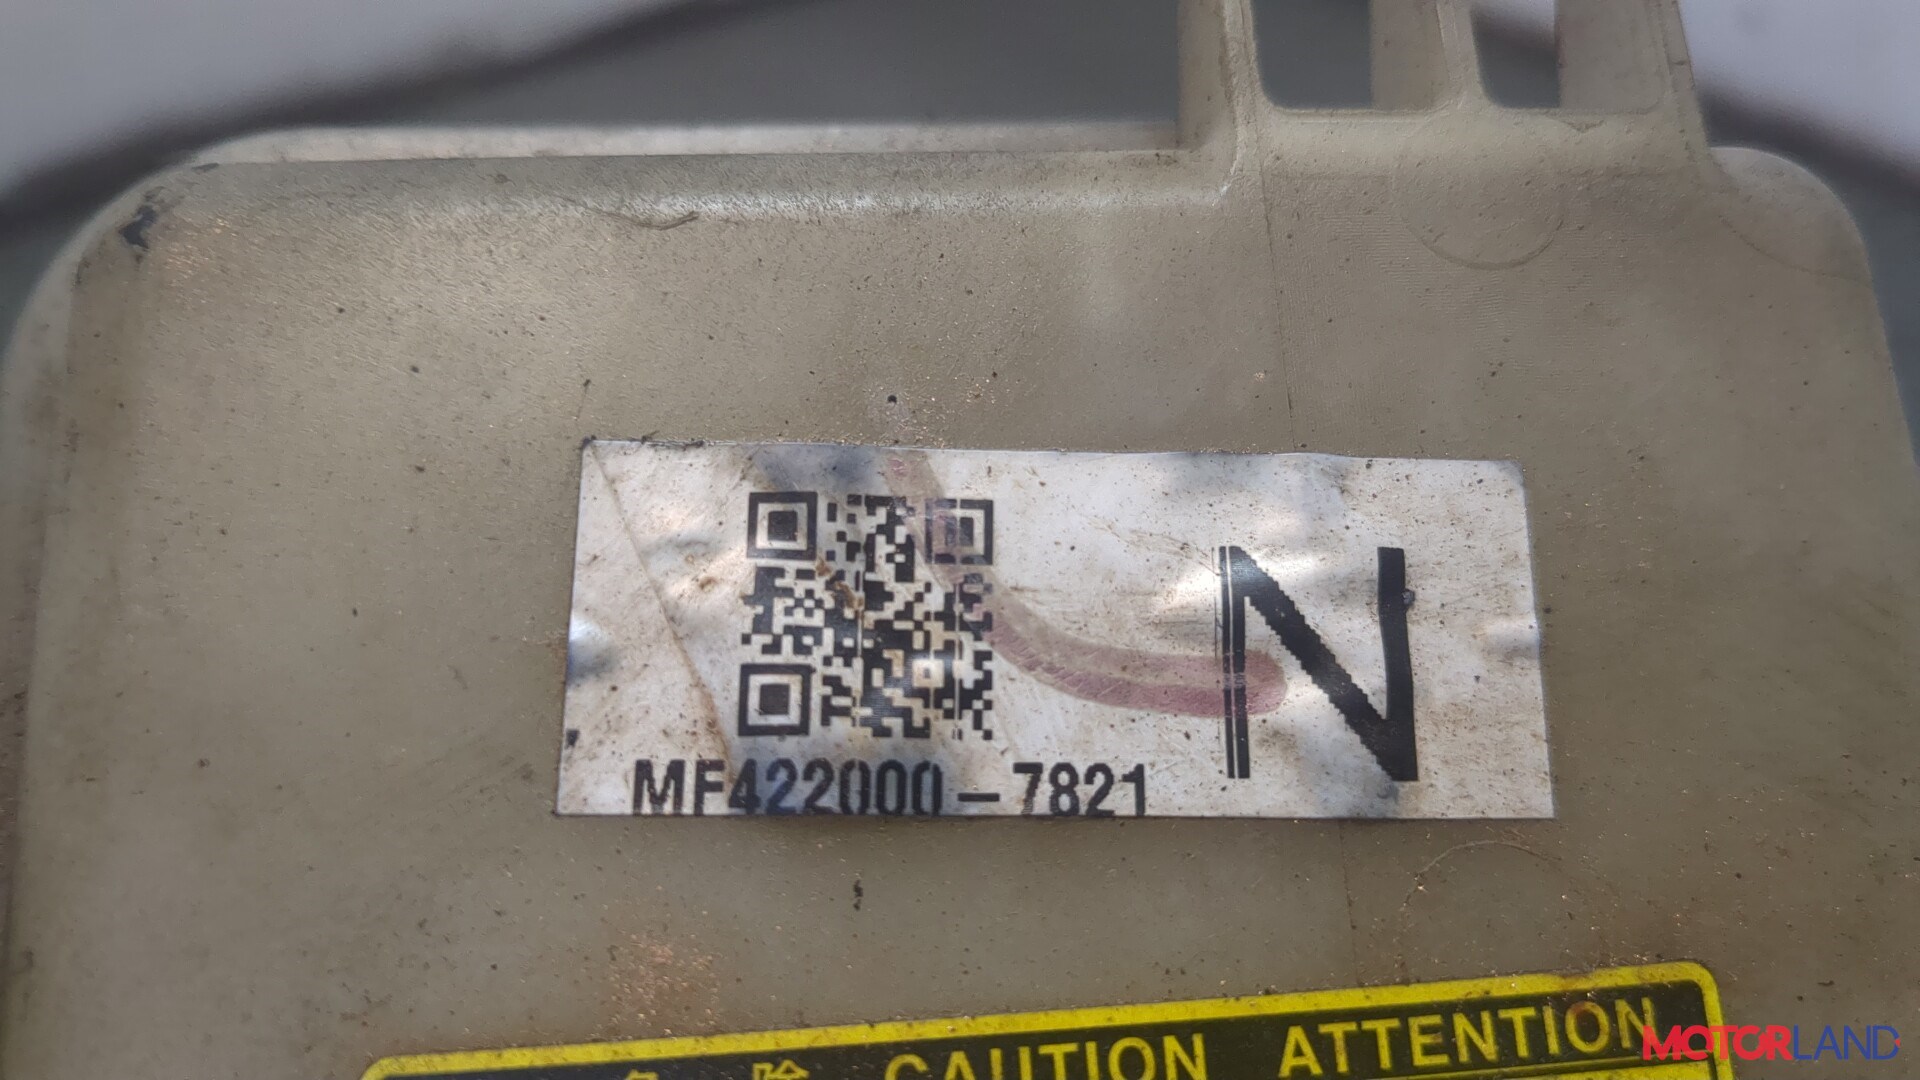 N
MF422000-7821
CAUTION ATTENTION
MOTORLAND